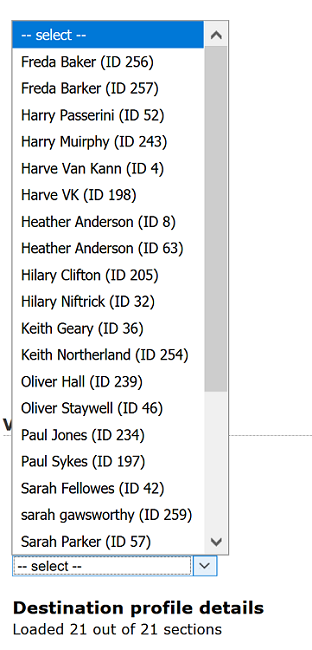 -- select --
Freda Baker (ID 256)
Freda Barker (ID 257)
Harry Passerini (ID 52)
Harry Muirphy (ID 243)
Harve Van Kann (ID 4)
Harve VK (ID 198)
Heather Anderson (ID 8)
Heather Anderson (ID 63)
Hilary Clifton (ID 205)
Hilary Niftrick (ID 32)
Keith Geary (ID 36)
Keith Northerland (ID 254)
Oliver Hall (ID 239)
Oliver Staywell (ID 46)
Paul Jones (ID 234)
Paul Sykes (ID 197)
Sarah Fellowes (ID 42)
sarah gawsworthy (ID 259)
Sarah Parker (ID 57)
-- select --
Destination profile details
Loaded 21 out of 21 sections